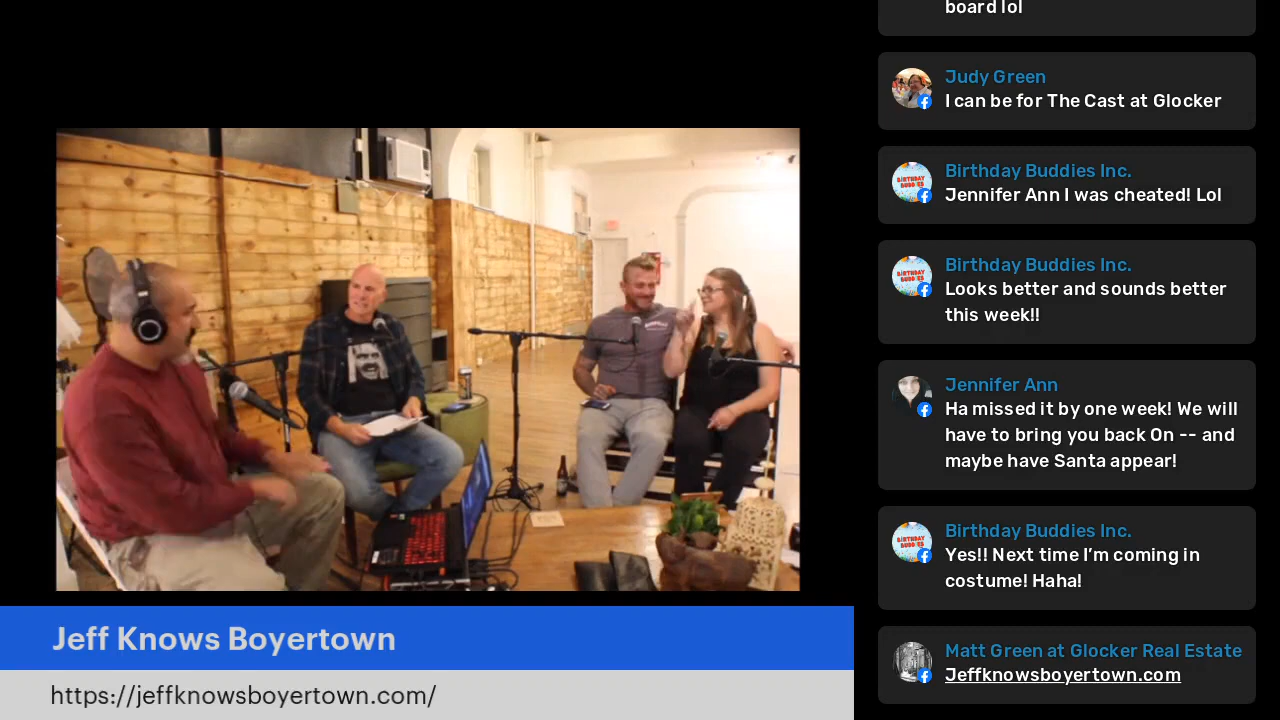 Jeff Knows Boyertown
https://jeffknowsboyertown.com/
board lol
Judy Green
I can be for The Cast at Glocker
Birthday Buddies Inc.
Jennifer Ann I was cheated! Lol
Birthday Buddies Inc.
Looks better and sounds better
this week!!
Jennifer Ann
Ha missed it by one week! We will
have to bring you back On -- and
maybe have Santa appear!
Birthday Buddies Inc.
Yes!! Next time I’m coming in
costume! Haha!
Matt Green at Glocker Real Estate
Jeffknowsboyertown.com